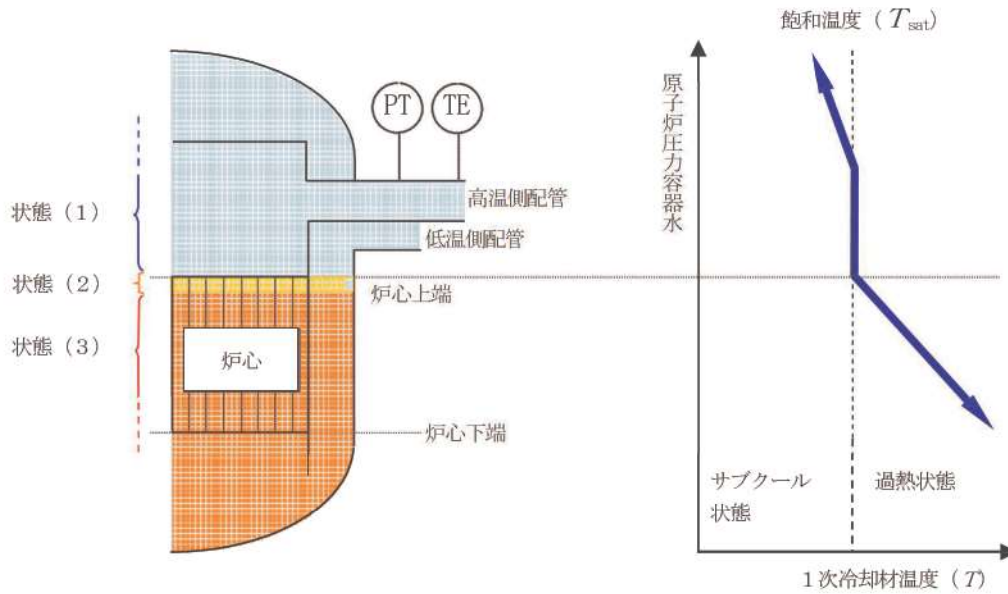 PT
TE
高温側配管
低温側配管
状態（1）
状態（2）
状態（3）
炉心上端
炉心
炉心下端
飽和温度（Tsat）
原子炉圧力容器水
サブクール
状態
過熱状態
１次冷却材温度（T）